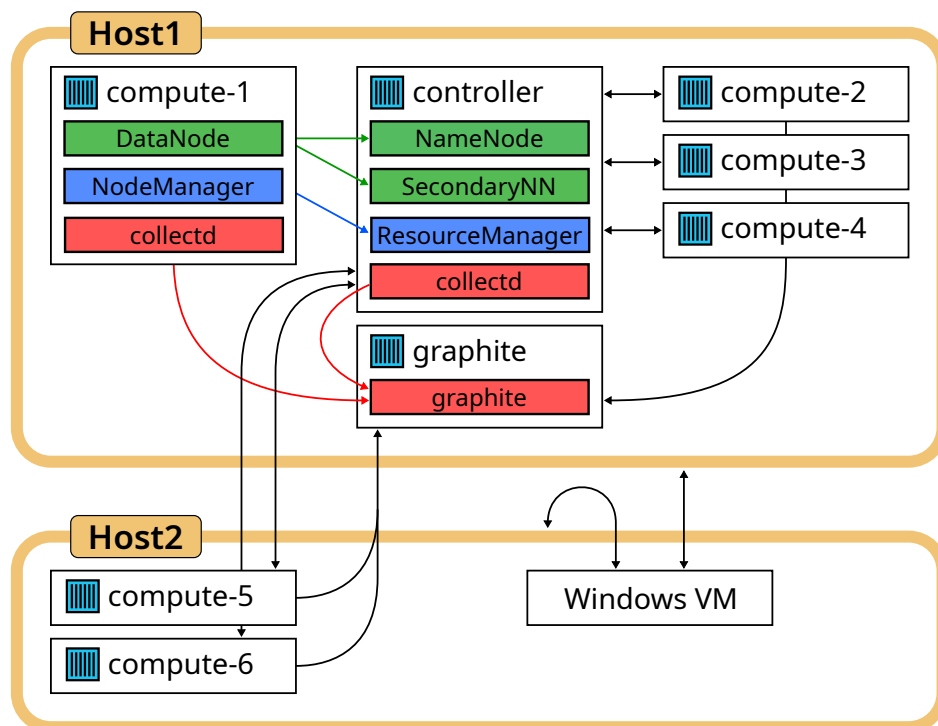 Host1
compute-1
DataNode
NodeManager
collectd
controller
NameNode
SecondaryNN
ResourceManager
collectd
graphite
graphite
compute-2
compute-3
compute-4
Host2
compute-5
compute-6
Windows VM